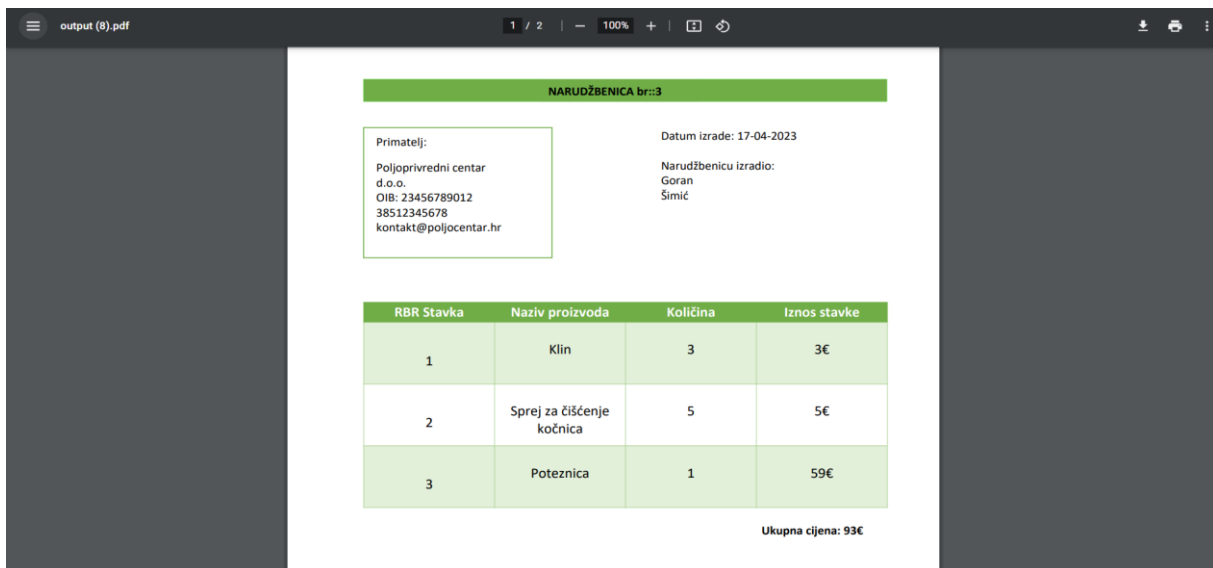 output (8).pdf
1 / 2 | — 100% + |
NARUDŽBENICA br::3
Primatelj:
Poljoprivredni centar
d.o.o.
OIB: 23456789012
38512345678
kontakt@poljocentar.hr
Datum izrade: 17-04-2023
Narudžbenicu izradio:
Goran
Šimić
RBR Stavka Naziv proizvoda Količina Iznos stavke
1 Klin 3 3€
2 Sprej za čišćenje 5 5€
kočnica
3 Poteznica 1 59€
Ukupna cijena: 93€